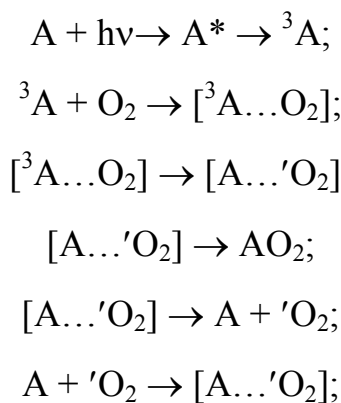 A + hν→ A* → ³A;
³A + O₂ → [³A…O₂];
[³A…O₂] → [A…′O₂]
[A…′O₂] → AO₂;
[A…′O₂] → A + ′O₂;
A + ′O₂ → [A…′O₂];